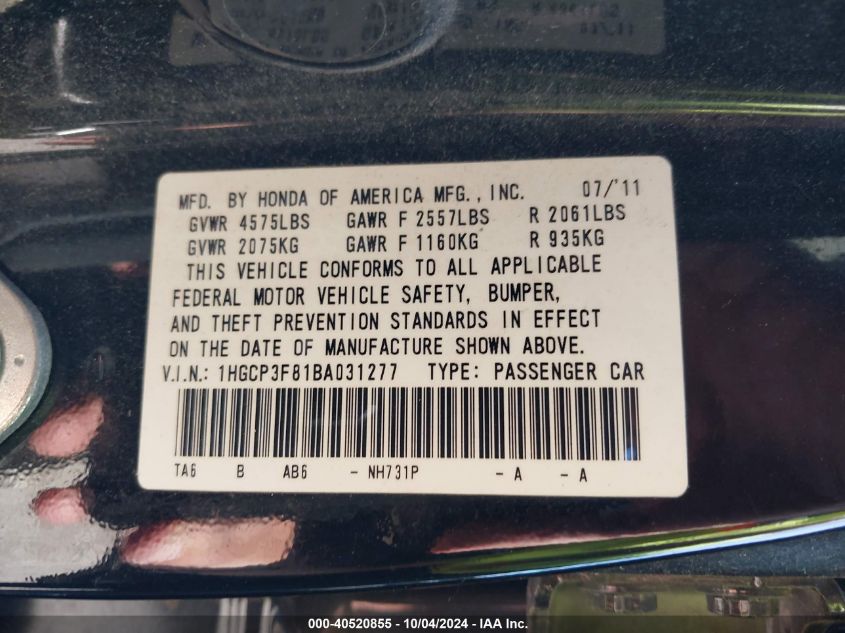 MFD. BY HONDA OF AMERICA MFG., INC. 07/'11
GVWR 4575LBS GAWR F 2557LBS R 2061LBS
GVWR 2075KG GAWR F 1160KG R 935KG
THIS VEHICLE CONFORMS TO ALL APPLICABLE
FEDERAL MOTOR VEHICLE SAFETY, BUMPER,
AND THEFT PREVENTION STANDARDS IN EFFECT
ON THE DATE OF MANUFACTURE SHOWN ABOVE.
V.I.N.: 1HGCP3F81BA031277 TYPE: PASSENGER CAR
TA6 B AB6 - NH731P - A - A
000-40520855 - 10/04/2024 - IAA Inc.